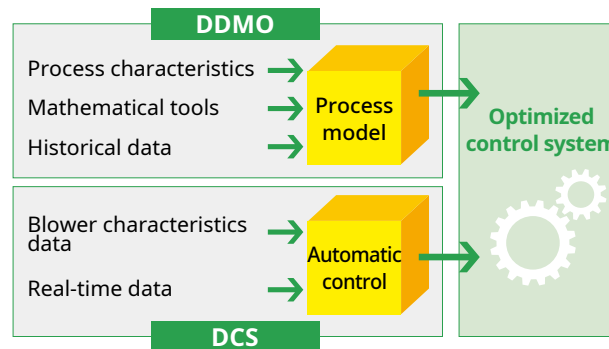 DDMO
Process characteristics
Mathematical tools
Historical data
Process
model
Optimized
control system
Blower characteristics
data
Real-time data
Automatic
control
DCS